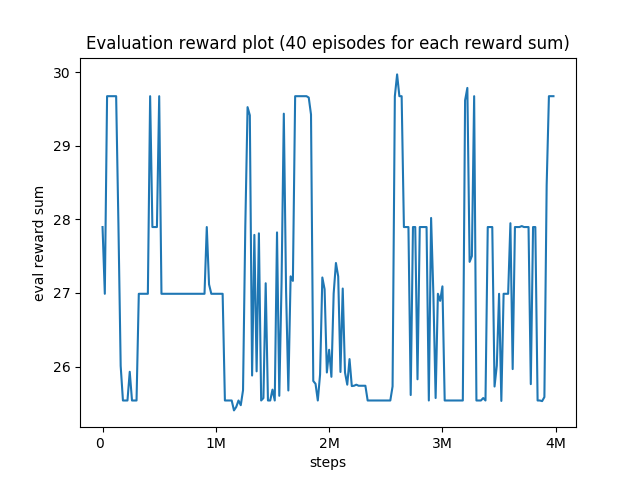 Evaluation reward plot (40 episodes for each reward sum)
30
29
28
27
26
eval reward sum
0 1M 2M 3M 4M
steps